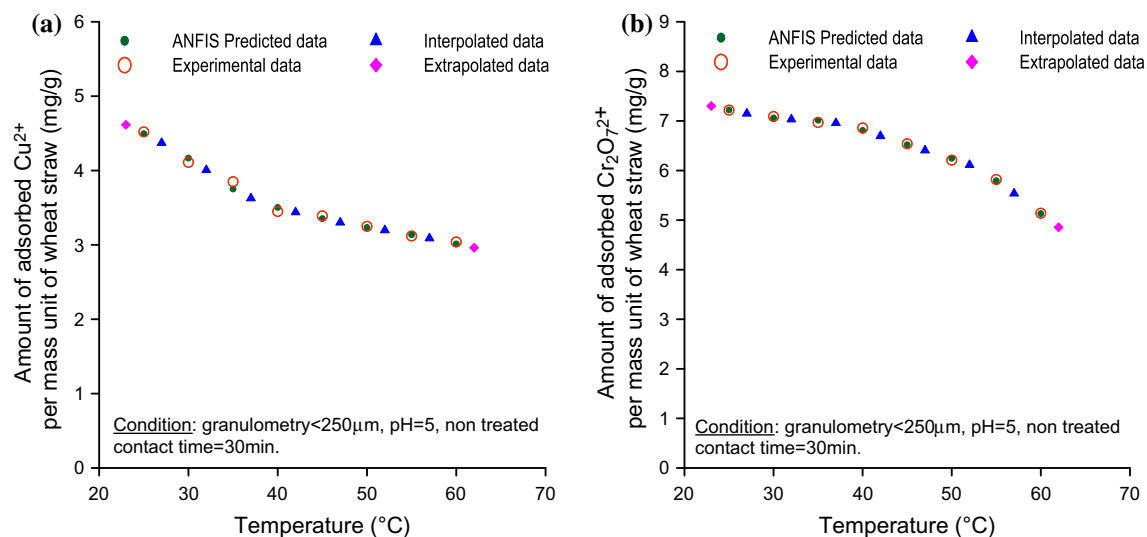 (a)
ANFIS Predicted data
Interpolated data
Experimental data
Extrapolated data
Amount of adsorbed Cu²⁺
per mass unit of wheat straw (mg/g)
6
5
4
3
2
1
0
Condition: granulometry<250μm, pH=5, non treated
contact time=30min.
20 30 40 50 60 70
Temperature (°C)
(b)
ANFIS Predicted data
Interpolated data
Experimental data
Extrapolated data
Amount of adsorbed Cr₂O₇²⁺
per mass unit of wheat straw (mg/g)
9
8
7
6
5
4
3
2
1
0
Condition: granulometry<250μm, pH=5, non treated
contact time=30min.
20 30 40 50 60 70
Temperature (°C)